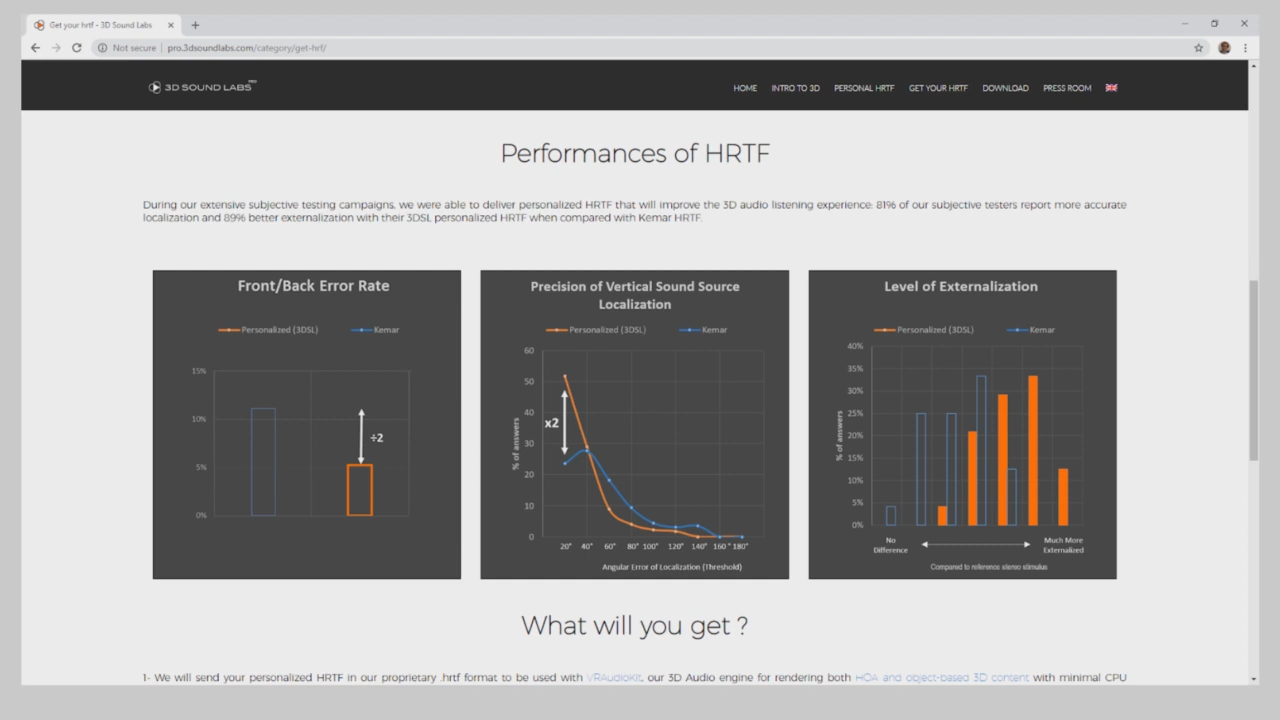 Get your hrtf - 3D Sound Labs
Not secure | pro.3dsoundlabs.com/category/get-hrf/
3D SOUND LABS PRO
HOME INTRO TO 3D PERSONAL HRTF GET YOUR HRTF DOWNLOAD PRESS ROOM
Performances of HRTF
During our extensive subjective testing campaigns, we were able to deliver personalized HRTF that will improve the 3D audio listening experience: 81% of our subjective testers report more accurate
localization and 89% better externalization with their 3DSL personalized HRTF when compared with Kemar HRTF.
Front/Back Error Rate
Personalized (3DSL) Kemar
15%
10%
5%
0%
÷2
Precision of Vertical Sound Source
Localization
Personalized (3DSL) Kemar
% of answers
60
50
40
30
20
10
0
x2
20° 40° 60° 80° 100° 120° 140° 160 ° 180°
Angular Error of Localization (Threshold)
Level of Externalization
Personalized (3DSL) Kemar
% of answers
40%
35%
30%
25%
20%
15%
10%
5%
0%
No
Difference
Much More
Externalized
Compared to reference stereo stimulus
What will you get ?
1- We will send your personalized HRTF in our proprietary .hrtf format to be used with VRAudioKit, our 3D Audio engine for rendering both HOA and object-based 3D content with minimal CPU